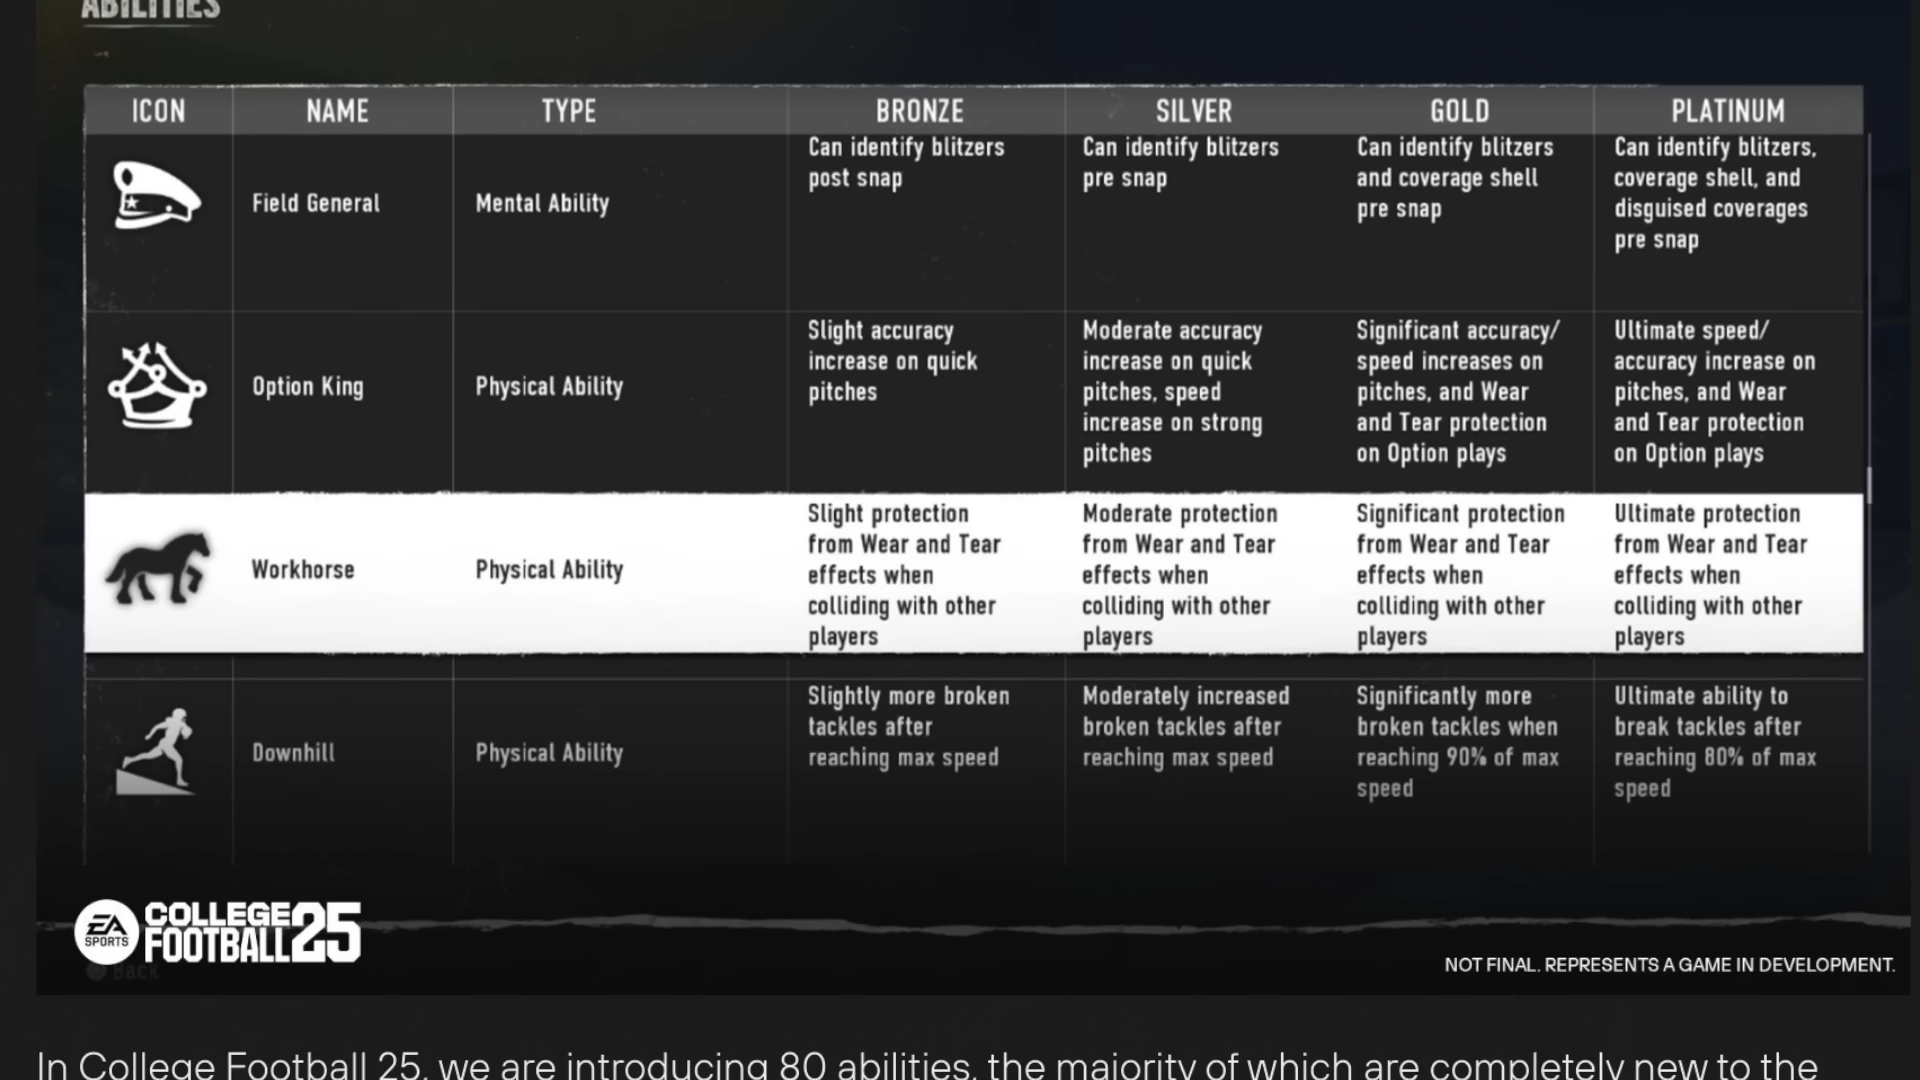 ABILITIES
ICON NAME TYPE BRONZE SILVER GOLD PLATINUM
Field General
Mental Ability
Can identify blitzers
post snap
Can identify blitzers
pre snap
Can identify blitzers
and coverage shell
pre snap
Can identify blitzers,
coverage shell, and
disguised coverages
pre snap
Option King
Physical Ability
Slight accuracy
increase on quick
pitches
Moderate accuracy
increase on quick
pitches, speed
increase on strong
pitches
Significant accuracy/
speed increases on
pitches, and Wear
and Tear protection
on Option plays
Ultimate speed/
accuracy increase on
pitches, and Wear
and Tear protection
on Option plays
Workhorse
Physical Ability
Slight protection
from Wear and Tear
effects when
colliding with other
players
Moderate protection
from Wear and Tear
effects when
colliding with other
players
Significant protection
from Wear and Tear
effects when
colliding with other
players
Ultimate protection
from Wear and Tear
effects when
colliding with other
players
Downhill
Physical Ability
Slightly more broken
tackles after
reaching max speed
Moderately increased
broken tackles after
reaching max speed
Significantly more
broken tackles when
reaching 90% of max
speed
Ultimate ability to
break tackles after
reaching 80% of max
speed
EA
SPORTS
COLLEGE
FOOTBALL 25
Back
NOT FINAL. REPRESENTS A GAME IN DEVELOPMENT.
In College Football 25, we are introducing 80 abilities, the majority of which are completely new to the